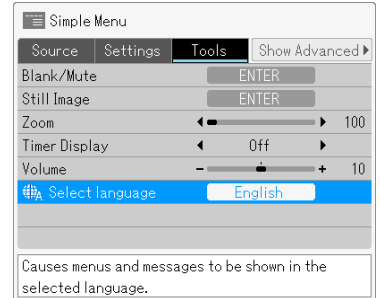 Simple Menu
Source Settings Tools Show Advanced
Blank/Mute ENTER
Still Image ENTER
Zoom 100
Timer Display Off
Volume - + 10
Select language English
Causes menus and messages to be shown in the
selected language.